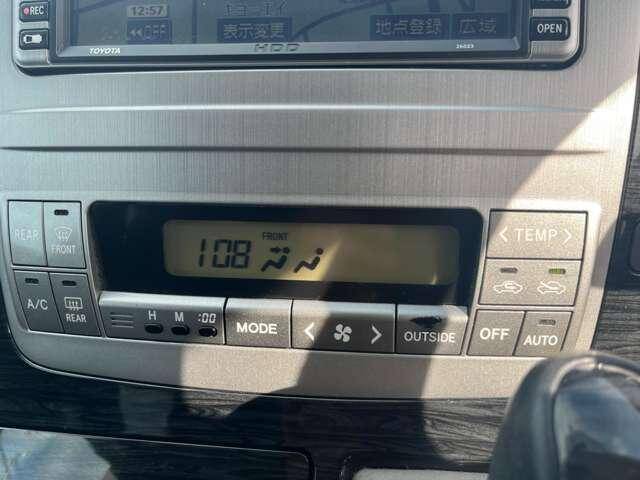 REC
12:57
◀◀OFF
表示変更
地点登録
広域
OPEN
TOYOTA
HDD
REAR
FRONT
108
FRONT
< TEMP >
A/C
REAR
H M :00
MODE
< >
OUTSIDE
OFF
AUTO